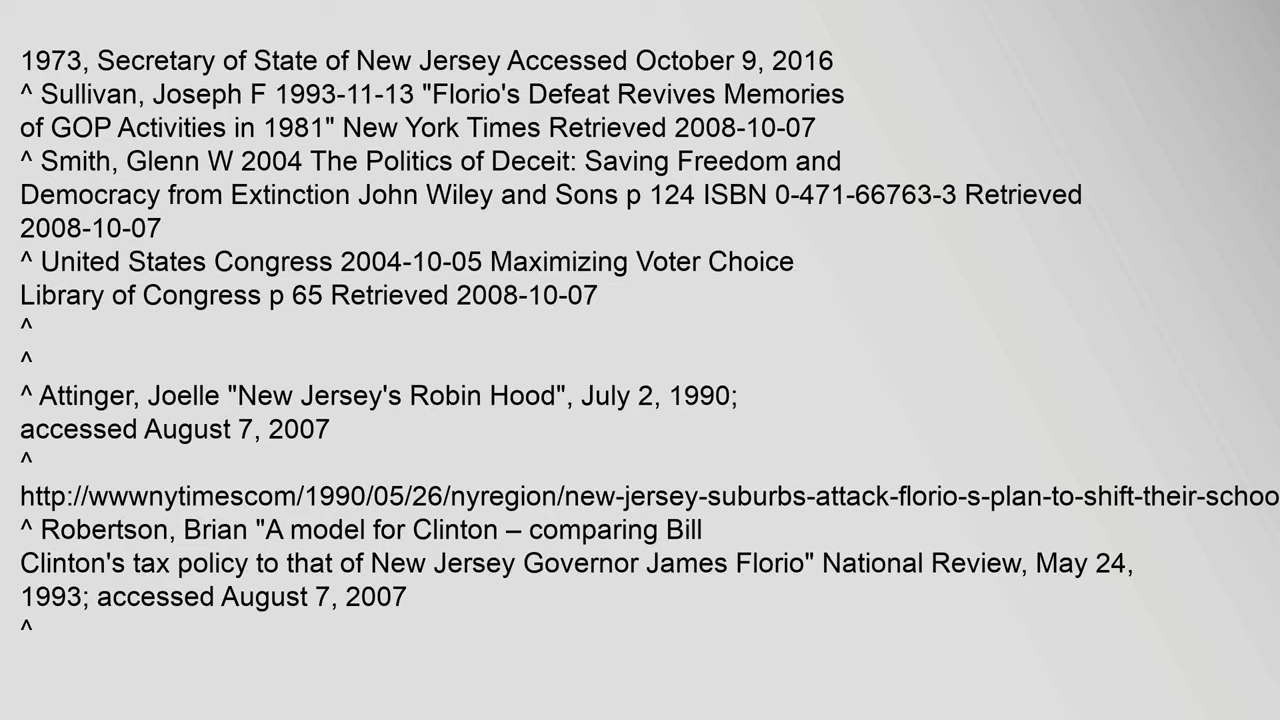 1973, Secretary of State of New Jersey Accessed October 9, 2016
^ Sullivan, Joseph F 1993-11-13 "Florio's Defeat Revives Memories
of GOP Activities in 1981" New York Times Retrieved 2008-10-07
^ Smith, Glenn W 2004 The Politics of Deceit: Saving Freedom and
Democracy from Extinction John Wiley and Sons p 124 ISBN 0-471-66763-3 Retrieved
2008-10-07
^ United States Congress 2004-10-05 Maximizing Voter Choice
Library of Congress p 65 Retrieved 2008-10-07
^
^
^ Attinger, Joelle "New Jersey's Robin Hood", July 2, 1990;
accessed August 7, 2007
^
http://wwwnytimescom/1990/05/26/nyregion/new-jersey-suburbs-attack-florio-s-plan-to-shift-their-schoo
^ Robertson, Brian "A model for Clinton – comparing Bill
Clinton's tax policy to that of New Jersey Governor James Florio" National Review, May 24,
1993; accessed August 7, 2007
^